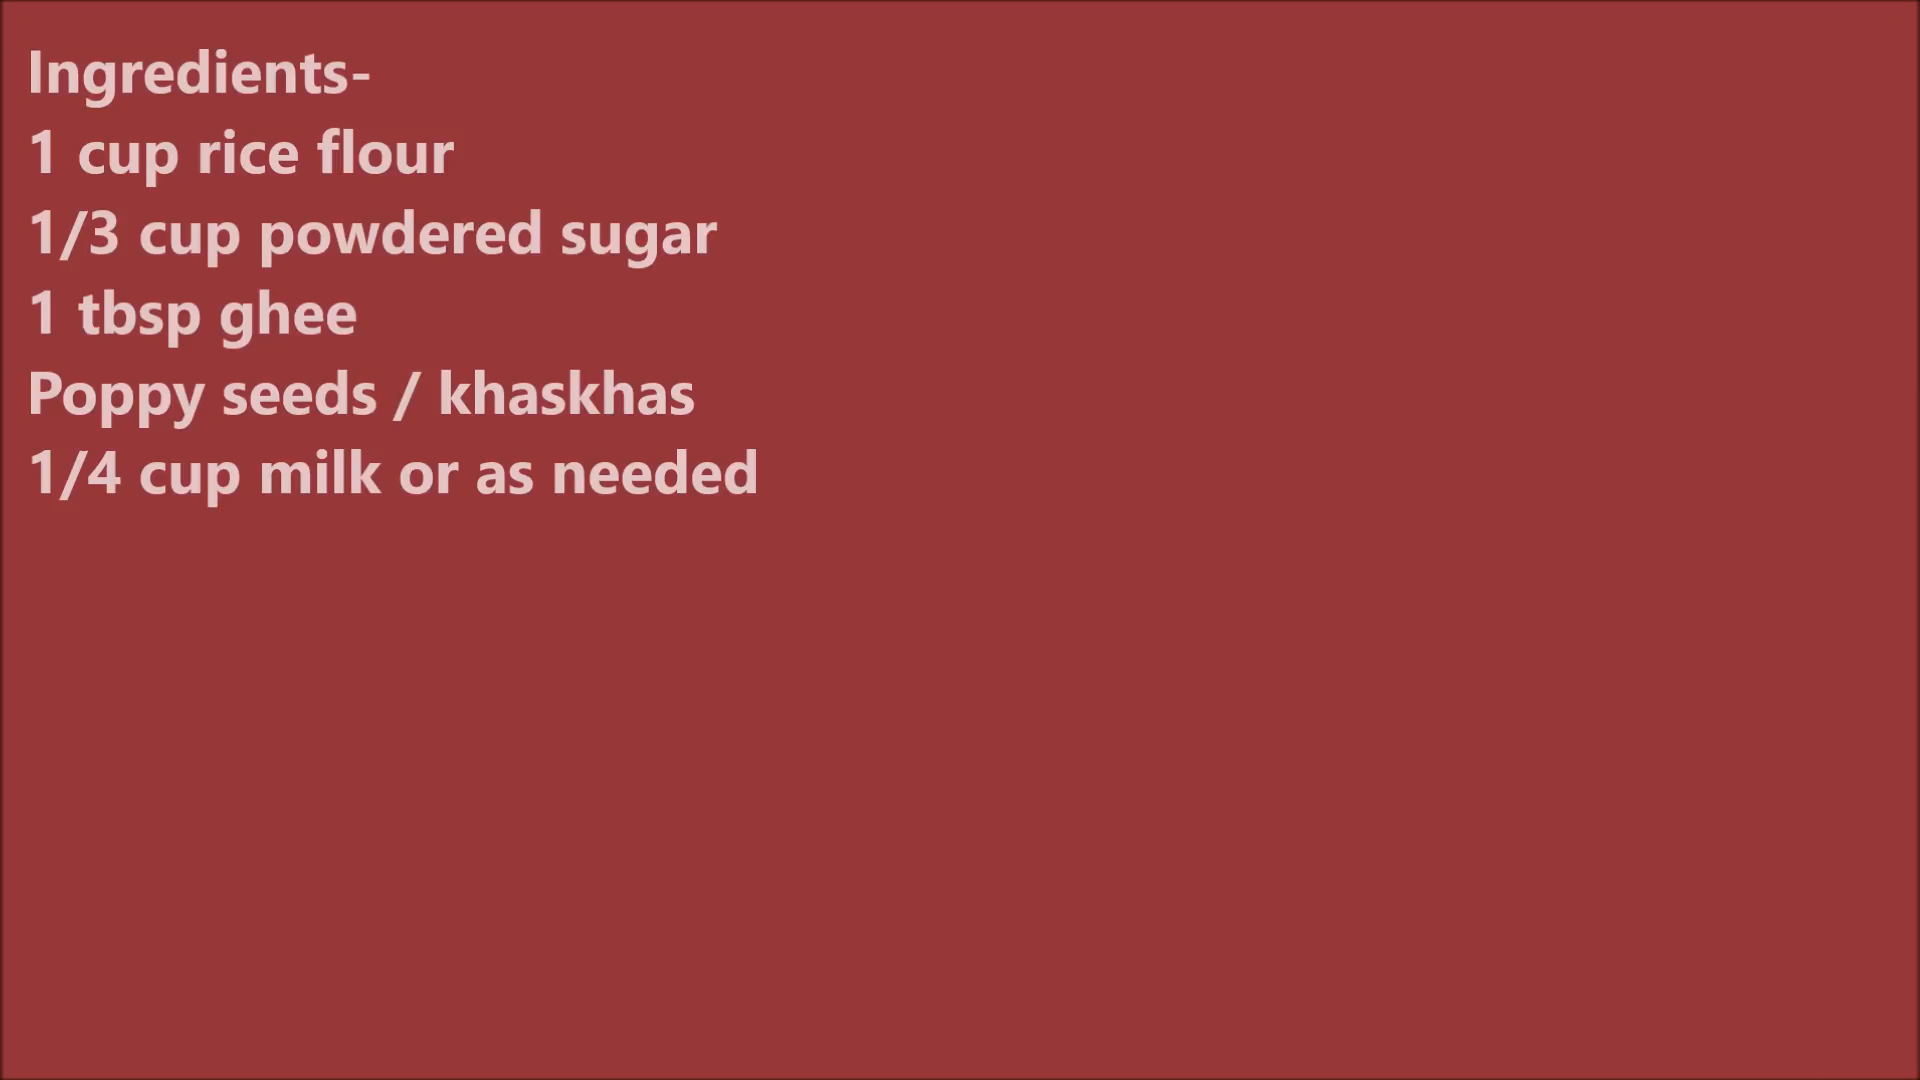 Ingredients-
1 cup rice flour
1/3 cup powdered sugar
1 tbsp ghee
Poppy seeds / khaskhas
1/4 cup milk or as needed